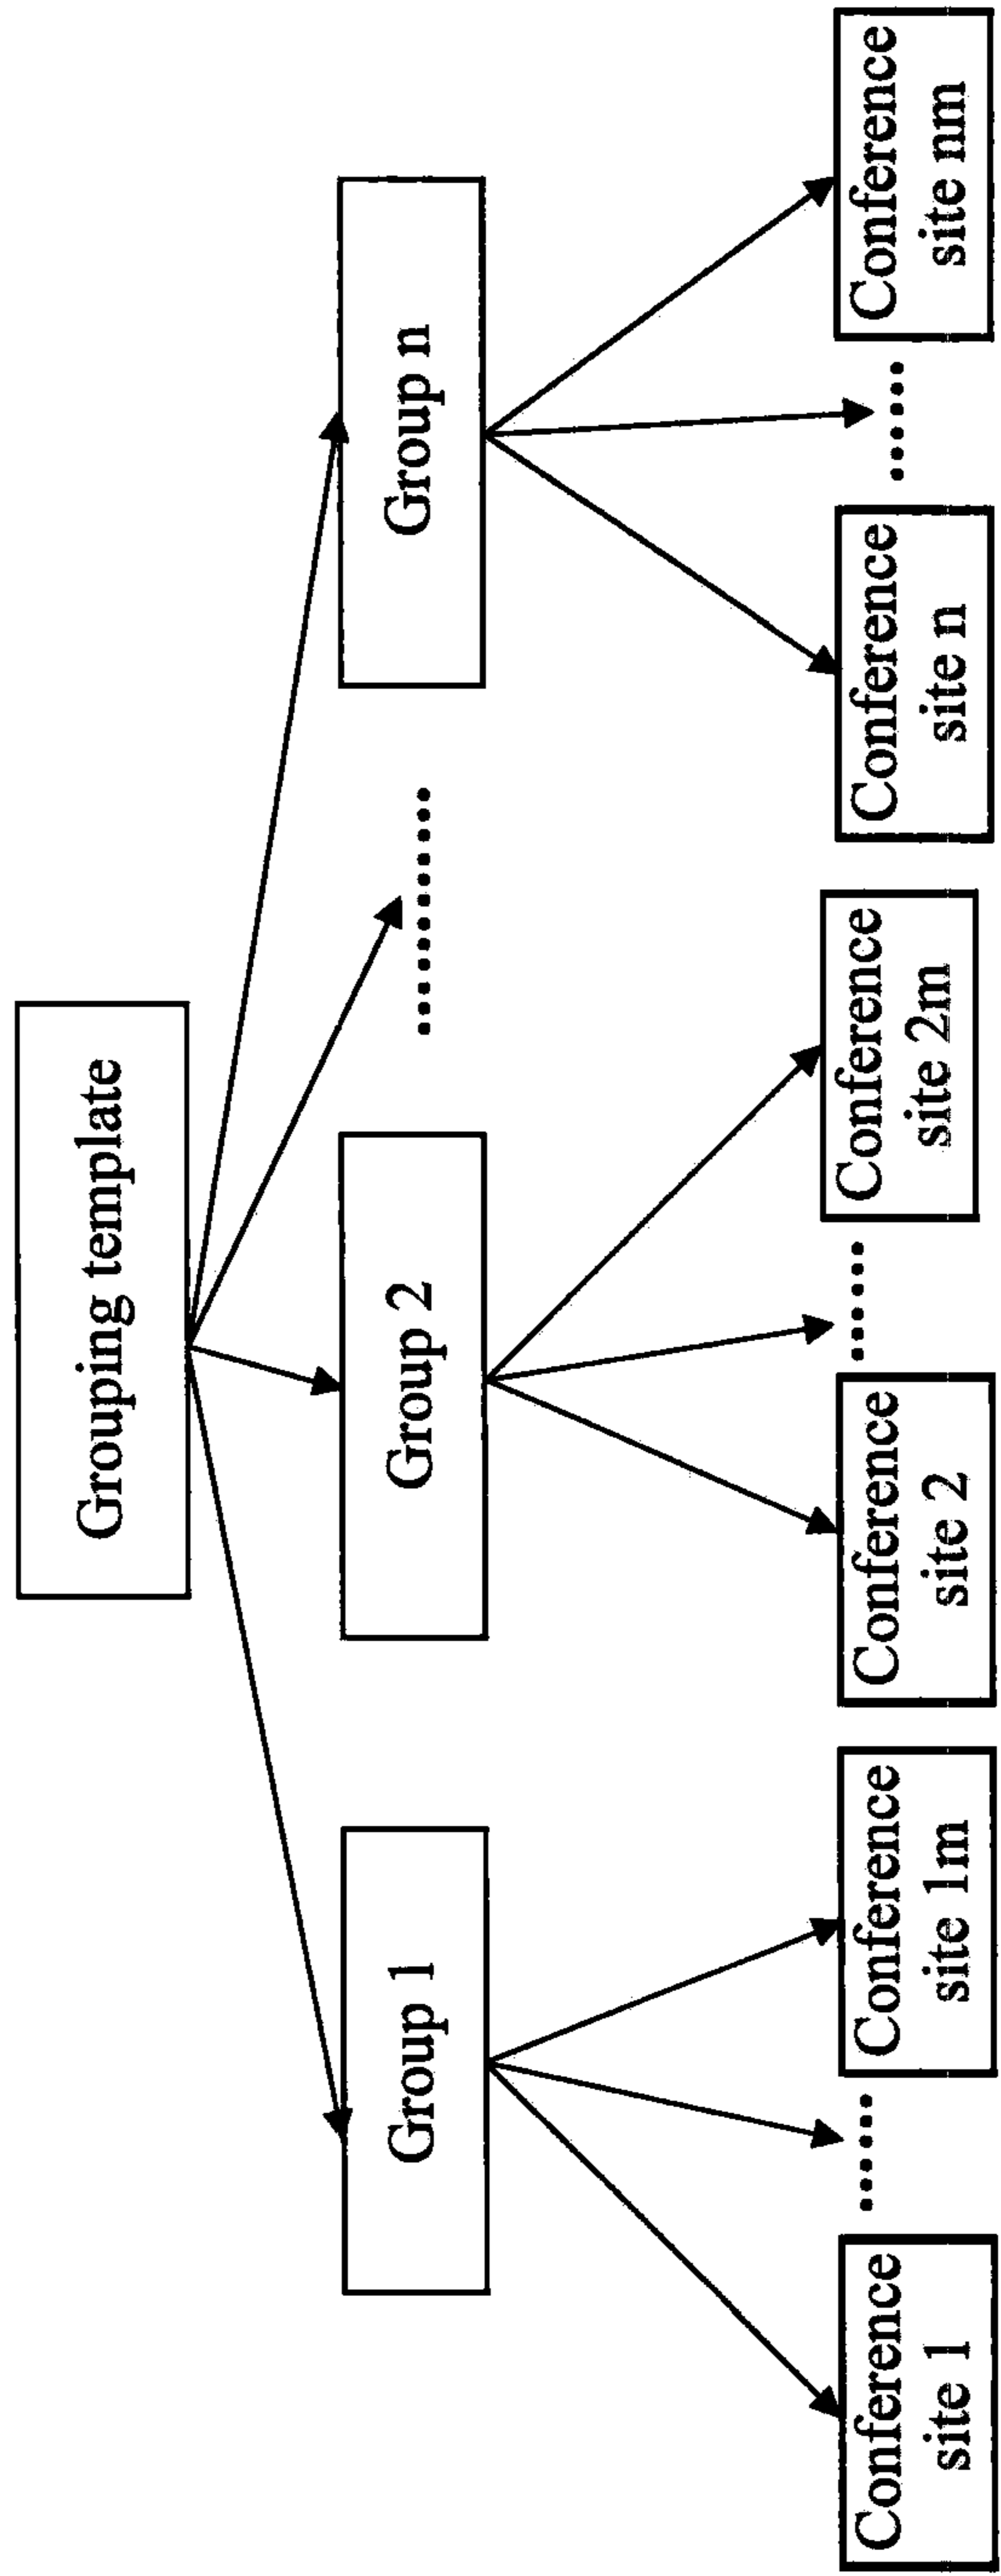 Grouping template
Group 1
Group 2
...........
Group n
Conference
site 1
......
Conference
site 1m
Conference
site 2
......
Conference
site 2m
Conference
site n
......
Conference
site nm